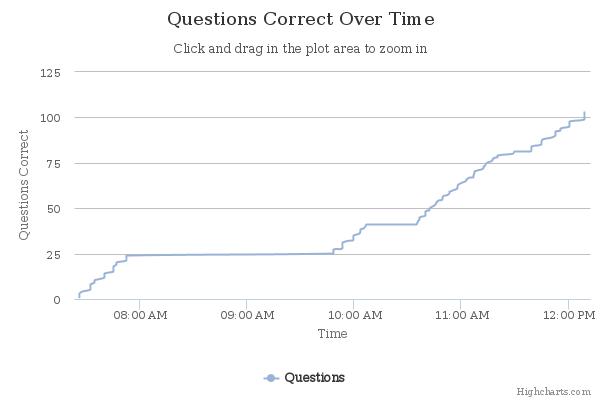 Questions Correct Over Time
Click and drag in the plot area to zoom in
Questions Correct
125
100
75
50
25
0
08:00 AM 09:00 AM 10:00 AM 11:00 AM 12:00 PM
Time
Questions
Highcharts.com